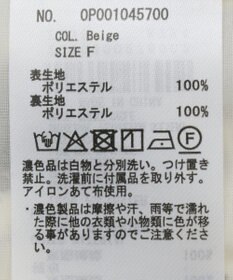 NO. 0P001045700
COL. Beige
SIZE F
表生地
ポリエステル 100%
裏生地
ポリエステル 100%
濃色品は白物と分別洗い。つけ置き
禁止。洗濯前に付属品を取り外す。
アイロンあて布使用。
・濃色製品は摩擦や汗、雨等で濡れ
た際に他の衣類や小物類に色が移
る事がありますのでご注意くださ
い。